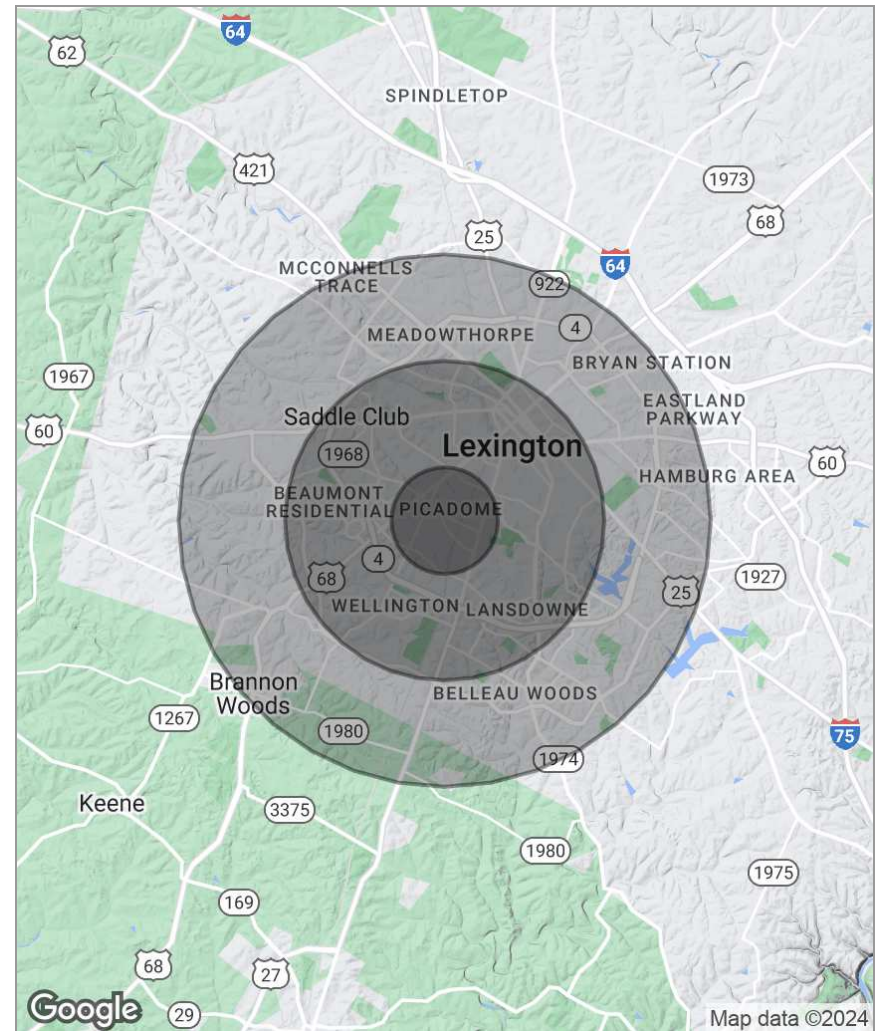 64
62
SPINDLETOP
421
1973
68
25
64
MCCONNELLS
TRACE
922
4
MEADOWTHORPE
BRYAN STATION
1967
EASTLAND
PARKWAY
Saddle Club
60
Lexington
1968
60
HAMBURG AREA
BEAUMONT
RESIDENTIAL
PICADOME
4
68
1927
25
WELLINGTON
LANSDOWNE
Brannon
Woods
BELLEAU WOODS
1267
1980
75
1974
Keene
3375
1980
1975
169
68
27
29
Google
Map data ©2024